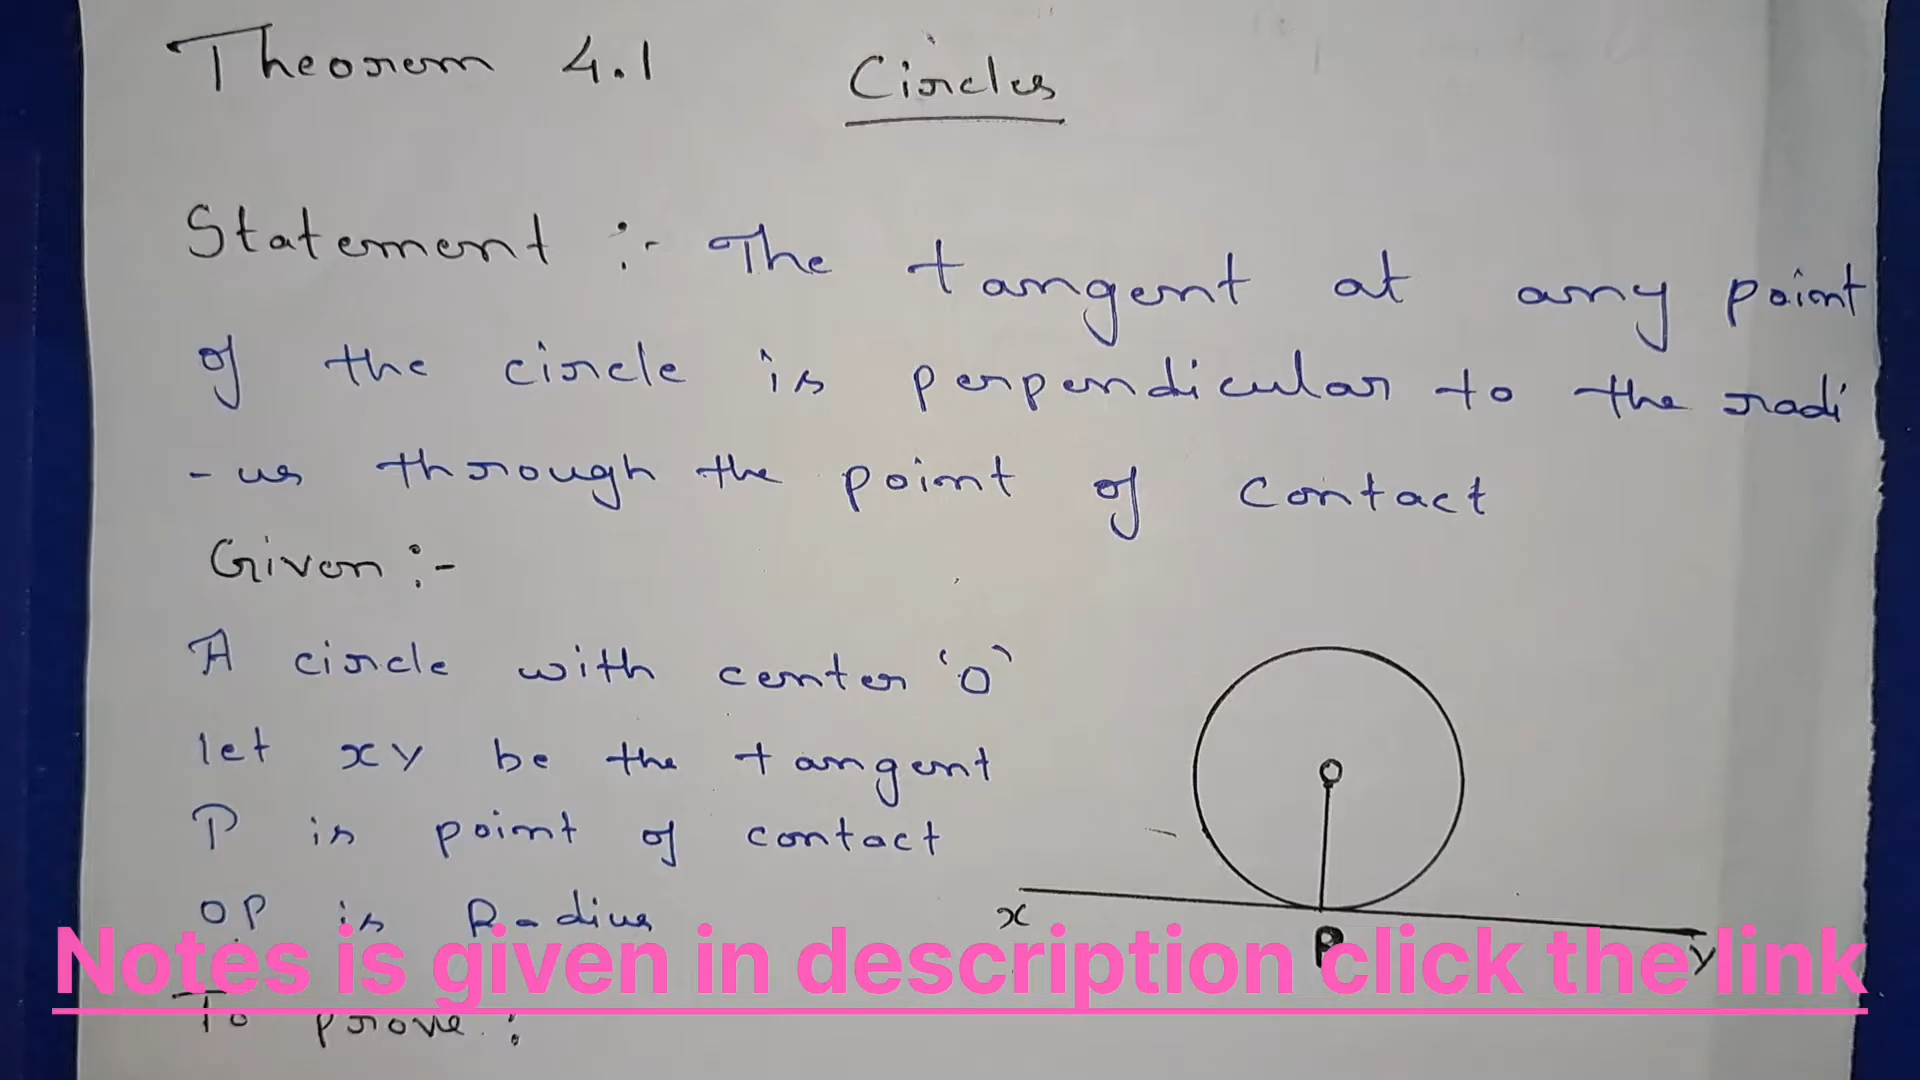 Theorem 4.1
Circles
Statement :- The tangent at any point
of the circle is perpendicular to the radi
-us through the point of contact
Given :-
A circle with center 'O'
let xy be the tangent
P is point of contact
OP is Radius
O
x
P
y
Notes is given in description click the link
To prove :